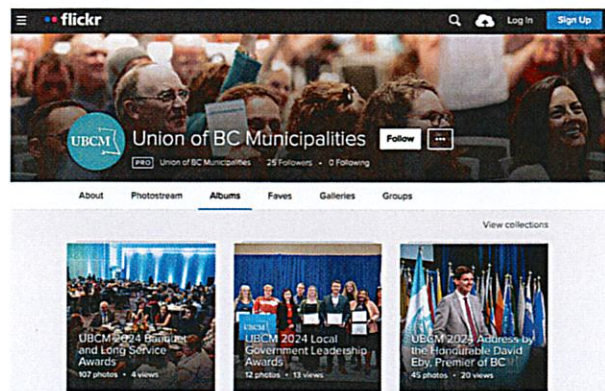 flickr
Log In
Sign Up
UBCM
Union of BC Municipalities
Follow
PRO Union of BC Municipalities 25 Followers • 0 Following
About Photostream Albums Faves Galleries Groups
View collections
UBCM 2024 Banquet
and Long Service
Awards
107 photos • 4 views
UBCM
UBCM 2024 Local
Government Leadership
Awards
12 photos • 13 views
UBCM 2024 Address by
the Honourable David
Eby, Premier of BC
45 photos • 20 views